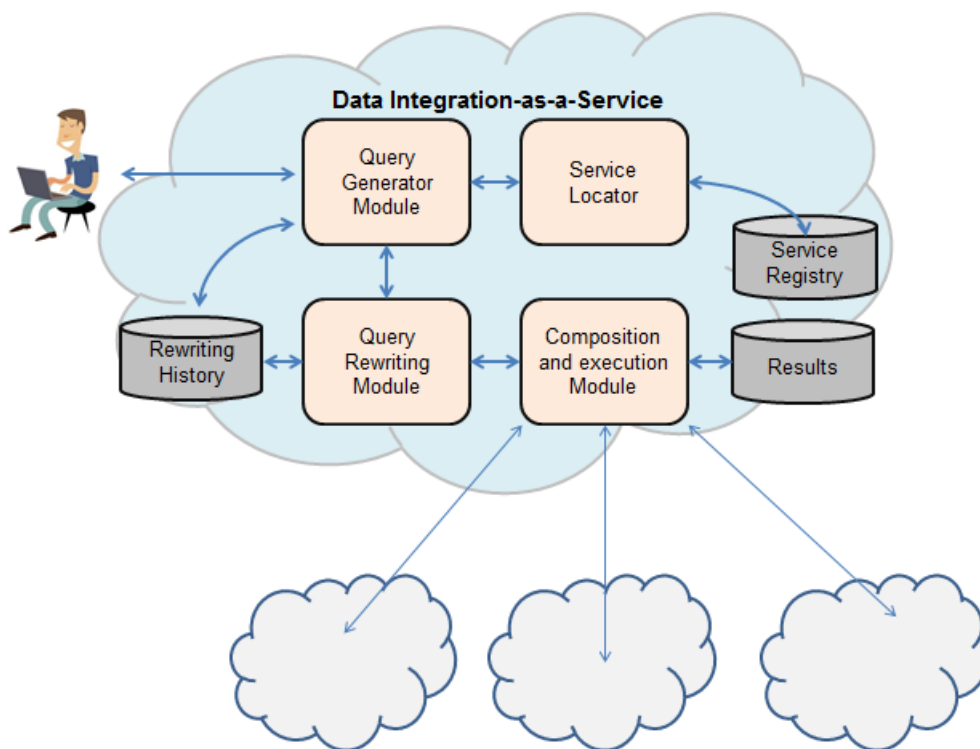 Data Integration-as-a-Service
Query
Generator
Module
Service
Locator
Service
Registry
Rewriting
History
Query
Rewriting
Module
Composition
and execution
Module
Results